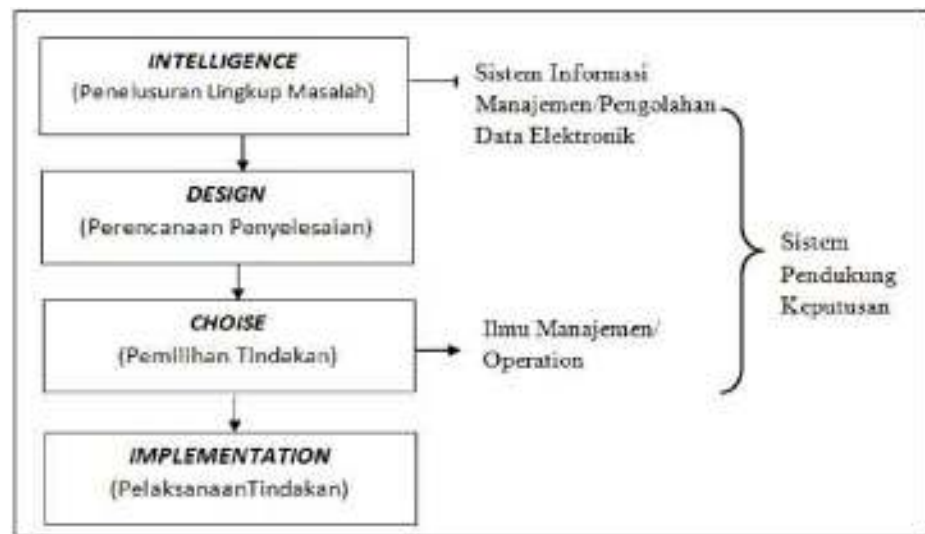 INTELLIGENCE
(Penelusuran Lingkup Masalah)
Sistem Informasi
Manajemen/Pengolahan
Data Elektronik
DESIGN
(Perencanaan Penyelesaian)
Sistem
Pendukung
Keputusan
CHOISE
(Pemilihan Tindakan)
Ilmu Manajemen/
Operation
IMPLEMENTATION
(PelaksanaanTindakan)